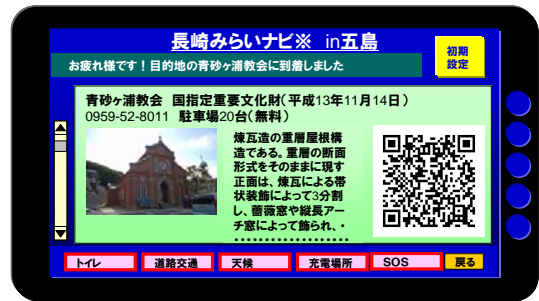 長崎みらいナビ※ in五島
初期
設定
お疲れ様です！目的地の青砂ヶ浦教会に到着しました
青砂ヶ浦教会 国指定重要文化財(平成13年11月14日)
0959-52-8011 駐車場20台(無料)
煉瓦造の重層屋根構
造である。重層の断面
形式をそのままに現す
正面は、煉瓦による帯
状装飾によって3分割
し、薔薇窓や縦長アー
チ窓によって飾られ、・
・・・・・・・・・・・・・・・・・
トイレ 道路交通 天候 充電場所 SOS 戻る